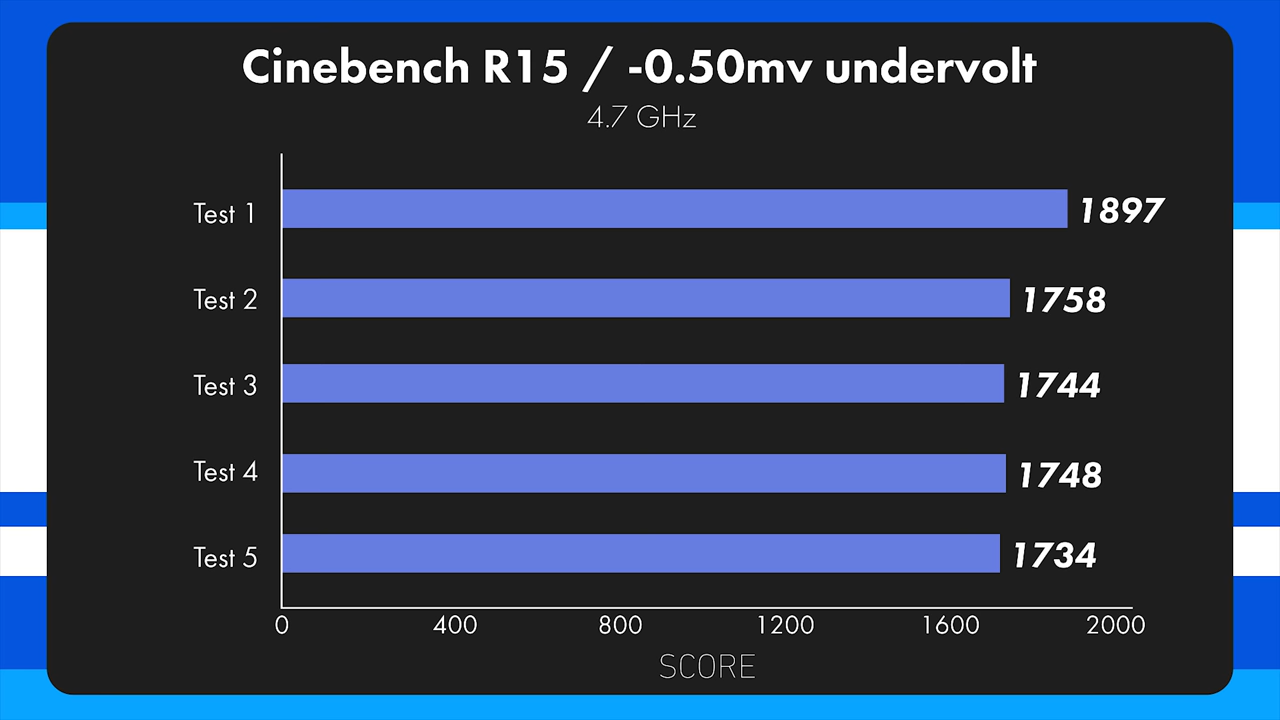 Cinebench R15 / -0.50mv undervolt
4.7 GHz
Test 1 1897
Test 2 1758
Test 3 1744
Test 4 1748
Test 5 1734
0 400 800 1200 1600 2000
SCORE